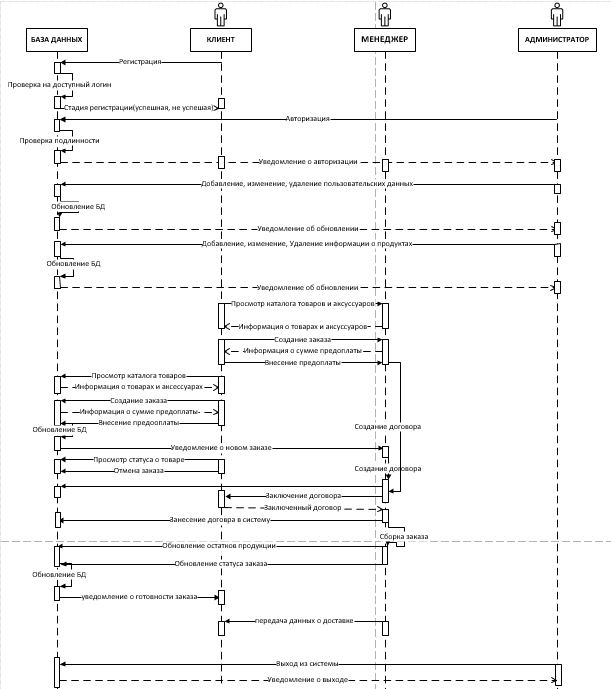 БАЗА ДАННЫХ
КЛИЕНТ
МЕНЕДЖЕР
АДМИНИСТРАТОР
Регистрация
Проверка на доступный логин
Стадия регистрации(успешная, не успешая)
Авторизация
Проверка подлинности
Уведомление о авторизации
Добавление, изменение, удаление пользовательских данных
Обновление БД
Уведомление об обновлении
Добавление, изменение, Удаление информации о продуктах
Обновление БД
Уведомление об обновлении
Просмотр каталога товаров и аксуссуаров
Информация о товарах и аксуссуаров
Создание заказа
Информация о сумме предоплаты
Внесение предоплаты
Просмотр каталога товаров
Информация о товарах и аксессуарах
Создание заказа
Информация о сумме предоплаты
Внесение предооплаты
Создание договора
Обновление БД
Уведомление о новом заказе
Просмотр статуса о товаре
Создание договора
Отмена заказа
Заключение договора
Заключенный договор
Занесение договра в систему
Сборка заказа
Обновление остатков продукции
Обновление статуса заказа
Обновление БД
уведомление о готовности заказа
передача данных о доставке
Выход из системы
Уведомление о выходе